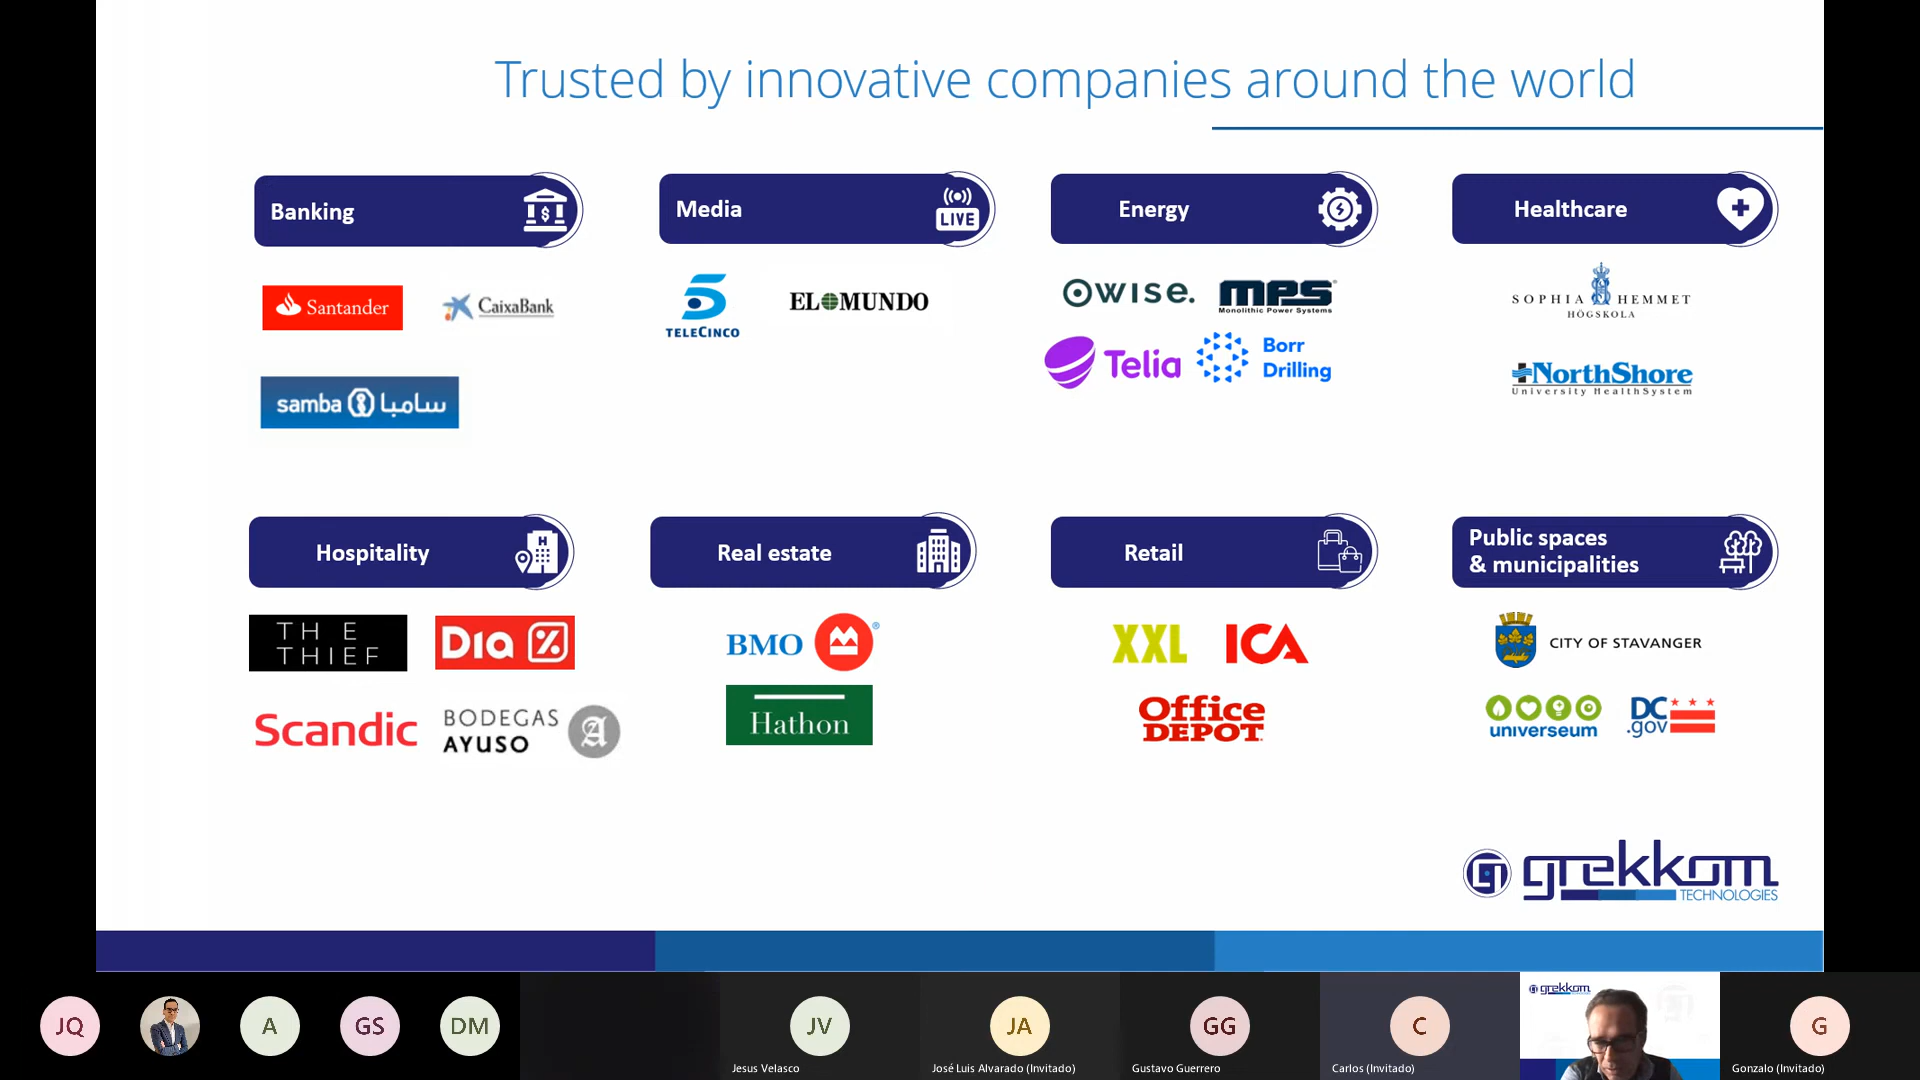 Trusted by innovative companies around the world
Banking
Media
LIVE
Energy
Healthcare
Santander
CaixaBank
samba سامبا
5
TELECINCO
EL MUNDO
wise.
MPS
Monolithic Power Systems
Telia
Borr
Drilling
SOPHIA HEMMET
HÖGSKOLA
NorthShore
University HealthSystem
Hospitality
H
Real estate
Retail
Public spaces
& municipalities
THE
THIEF
Dia %
Scandic
BODEGAS
AYUSO
A
BMO
Hathon
XXL
ICA
Office
DEPOT
CITY OF STAVANGER
universeum
DC
.gov
grekkom
TECHNOLOGIES
JQ
A
GS
DM
JV
Jesus Velasco
JA
José Luis Alvarado (Invitado)
GG
Gustavo Guerrero
C
Carlos (Invitado)
grekkom
G
Gonzalo (Invitado)